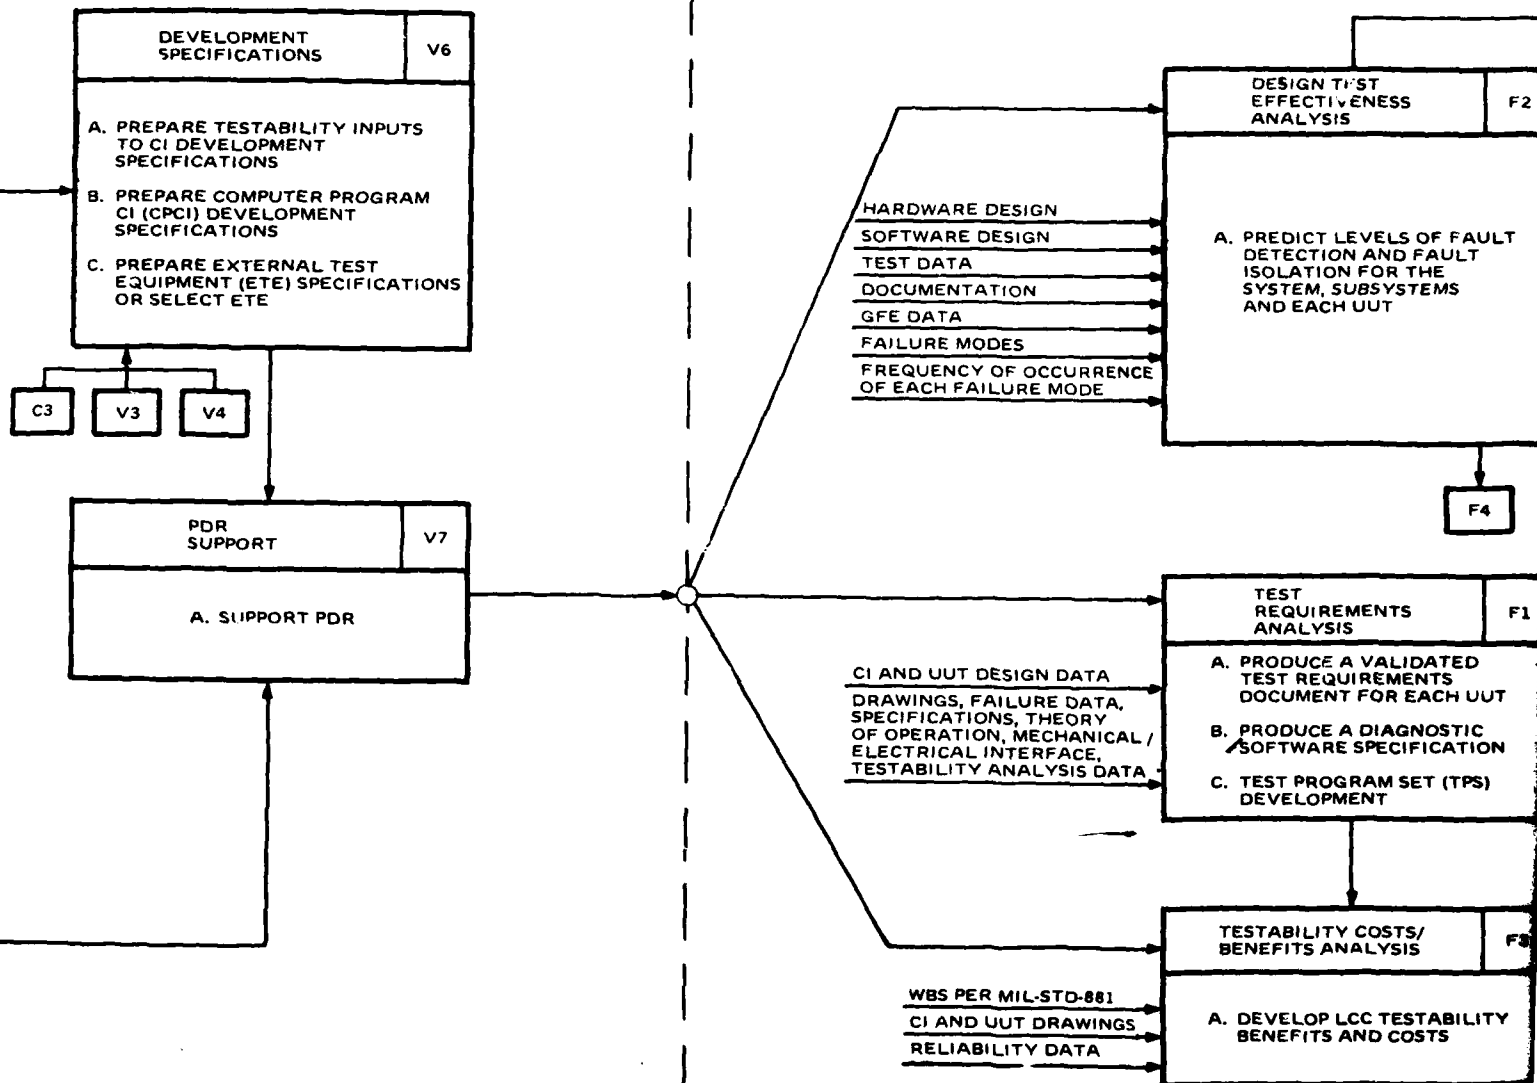 DEVELOPMENT
SPECIFICATIONS
V6
A. PREPARE TESTABILITY INPUTS
TO CI DEVELOPMENT
SPECIFICATIONS
B. PREPARE COMPUTER PROGRAM
CI (CPCI) DEVELOPMENT
SPECIFICATIONS
C. PREPARE EXTERNAL TEST
EQUIPMENT (ETE) SPECIFICATIONS
OR SELECT ETE
C3
V3
V4
PDR
SUPPORT
V7
A. SUPPORT PDR
DESIGN TEST
EFFECTIVENESS
ANALYSIS
F2
HARDWARE DESIGN
SOFTWARE DESIGN
TEST DATA
DOCUMENTATION
GFE DATA
FAILURE MODES
FREQUENCY OF OCCURRENCE
OF EACH FAILURE MODE
A. PREDICT LEVELS OF FAULT
DETECTION AND FAULT
ISOLATION FOR THE
SYSTEM, SUBSYSTEMS
AND EACH UUT
F4
TEST
REQUIREMENTS
ANALYSIS
F1
CI AND UUT DESIGN DATA
DRAWINGS, FAILURE DATA,
SPECIFICATIONS, THEORY
OF OPERATION, MECHANICAL/
ELECTRICAL INTERFACE,
TESTABILITY ANALYSIS DATA
A. PRODUCE A VALIDATED
TEST REQUIREMENTS
DOCUMENT FOR EACH UUT
B. PRODUCE A DIAGNOSTIC
SOFTWARE SPECIFICATION
C. TEST PROGRAM SET (TPS)
DEVELOPMENT
TESTABILITY COSTS/
BENEFITS ANALYSIS
F3
WBS PER MIL-STD-881
CI AND UUT DRAWINGS
RELIABILITY DATA
A. DEVELOP LCC TESTABILITY
BENEFITS AND COSTS